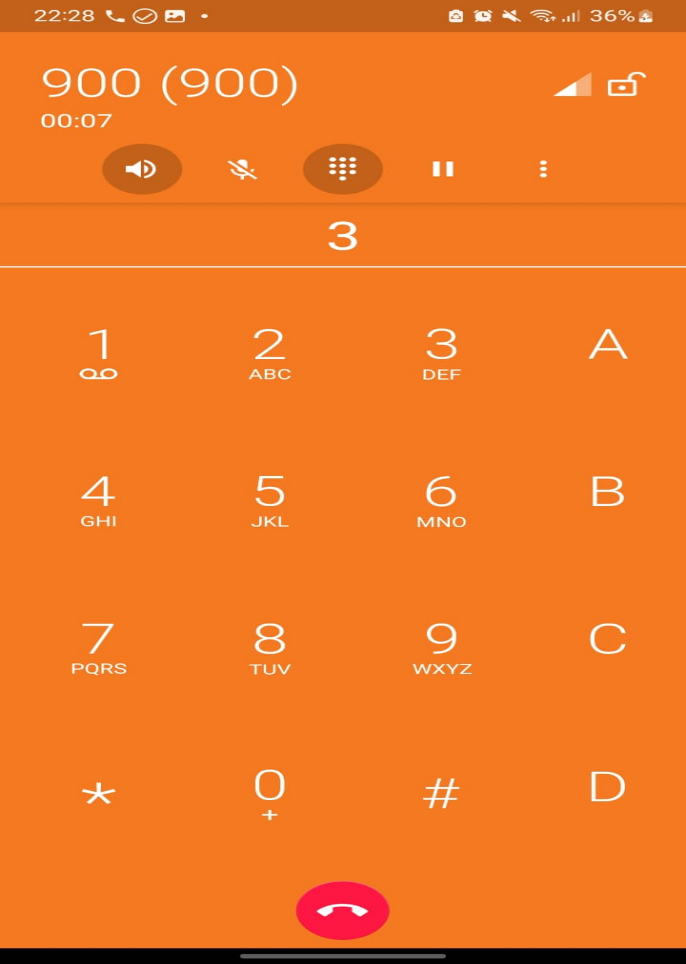 22:28 36%
900 (900)
00:07
3
1 2 3 A
ABC DEF
4 5 6 B
GHI JKL MNO
7 8 9 C
PQRS TUV WXYZ
* 0 # D
+